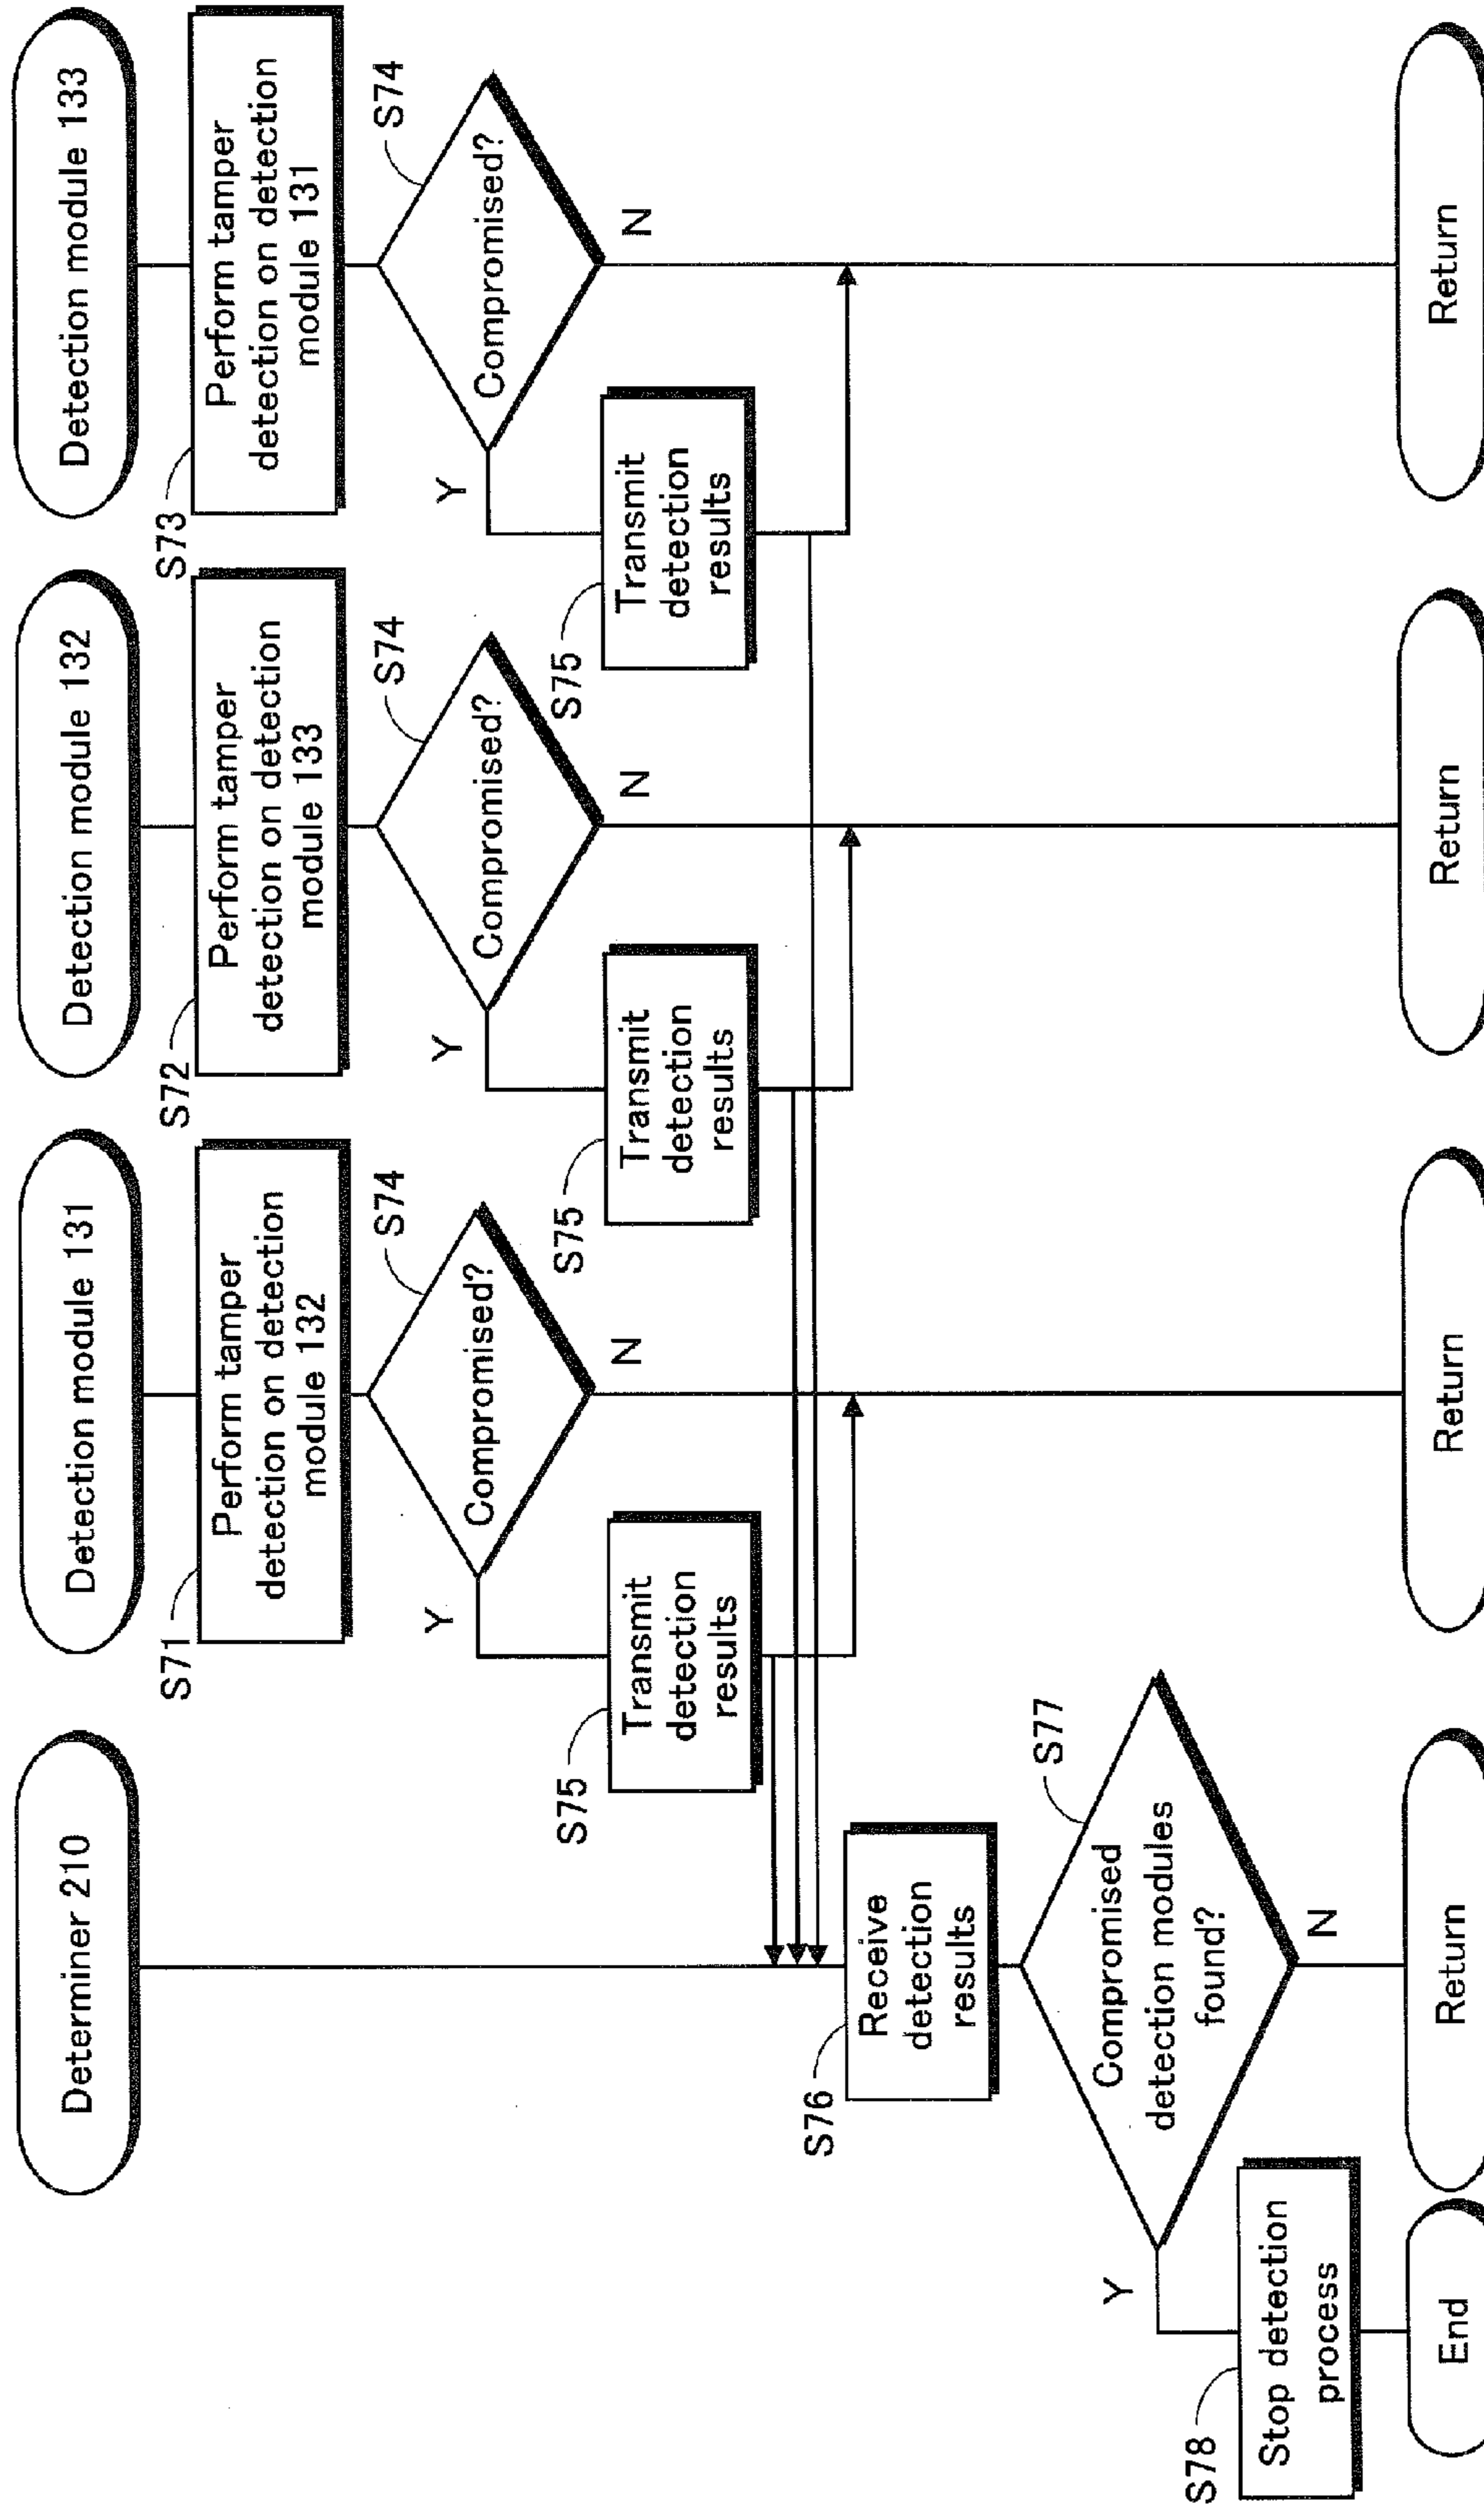 Determiner 210
Detection module 131
Detection module 132
Detection module 133
S71
Perform tamper
detection on detection
module 132
S72
Perform tamper
detection on detection
module 133
S73
Perform tamper
detection on detection
module 131
S74
Compromised?
Y
N
S74
Compromised?
Y
N
S74
Compromised?
Y
N
S75
Transmit
detection
results
S75
Transmit
detection
results
S75
Transmit
detection
results
S76
Receive
detection
results
S77
Compromised
detection modules
found?
Y
N
S78
Stop detection
process
End
Return
Return
Return
Return